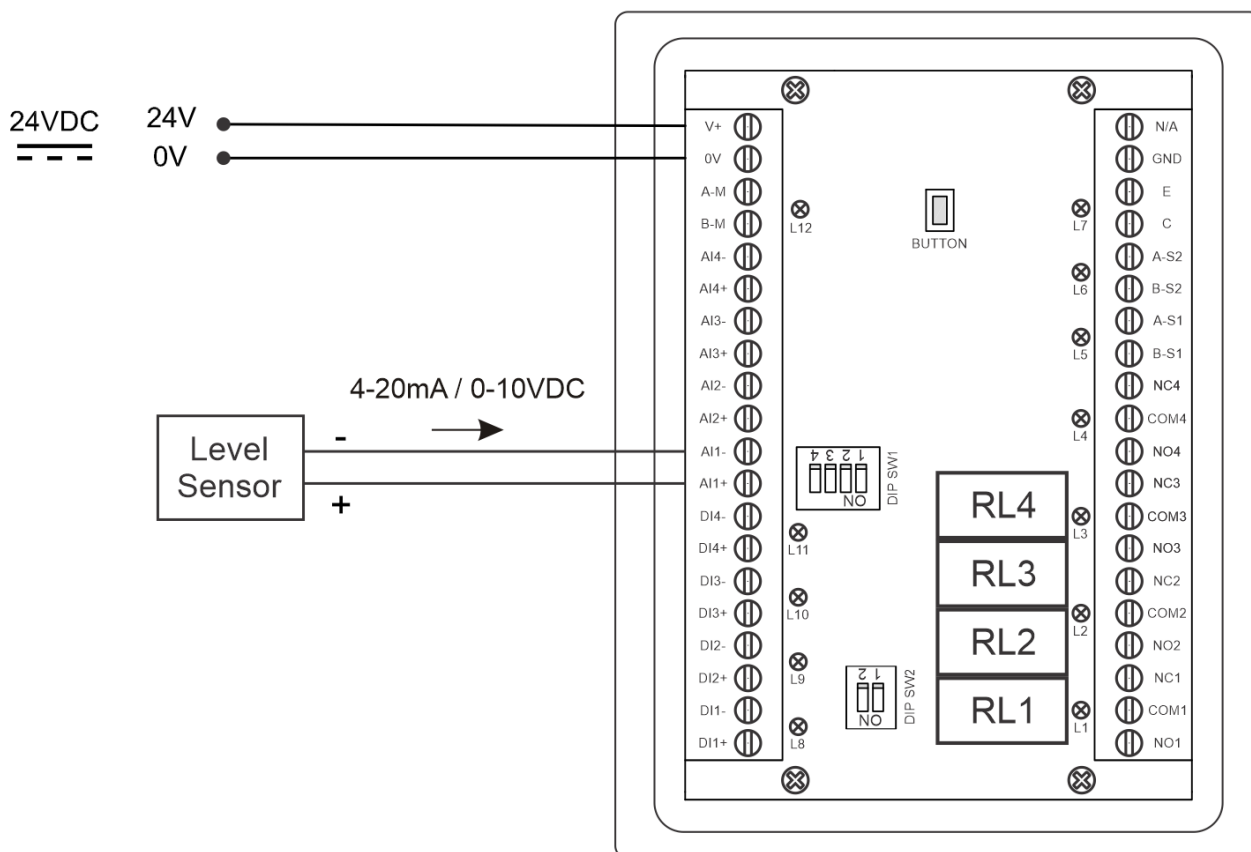 24VDC
24V
0V
4-20mA / 0-10VDC
Level
Sensor
-
+
V+
0V
A-M
B-M
AI4-
AI4+
AI3-
AI3+
AI2-
AI2+
AI1-
AI1+
DI4-
DI4+
DI3-
DI3+
DI2-
DI2+
DI1-
DI1+
L12
L11
L10
L9
L8
BUTTON
1 2 3 4
ON
DIP SW1
1 2
ON
DIP SW2
RL4
RL3
RL2
RL1
L7
L6
L5
L4
L3
L2
L1
N/A
GND
E
C
A-S2
B-S2
A-S1
B-S1
NC4
COM4
NO4
NC3
COM3
NO3
NC2
COM2
NO2
NC1
COM1
NO1